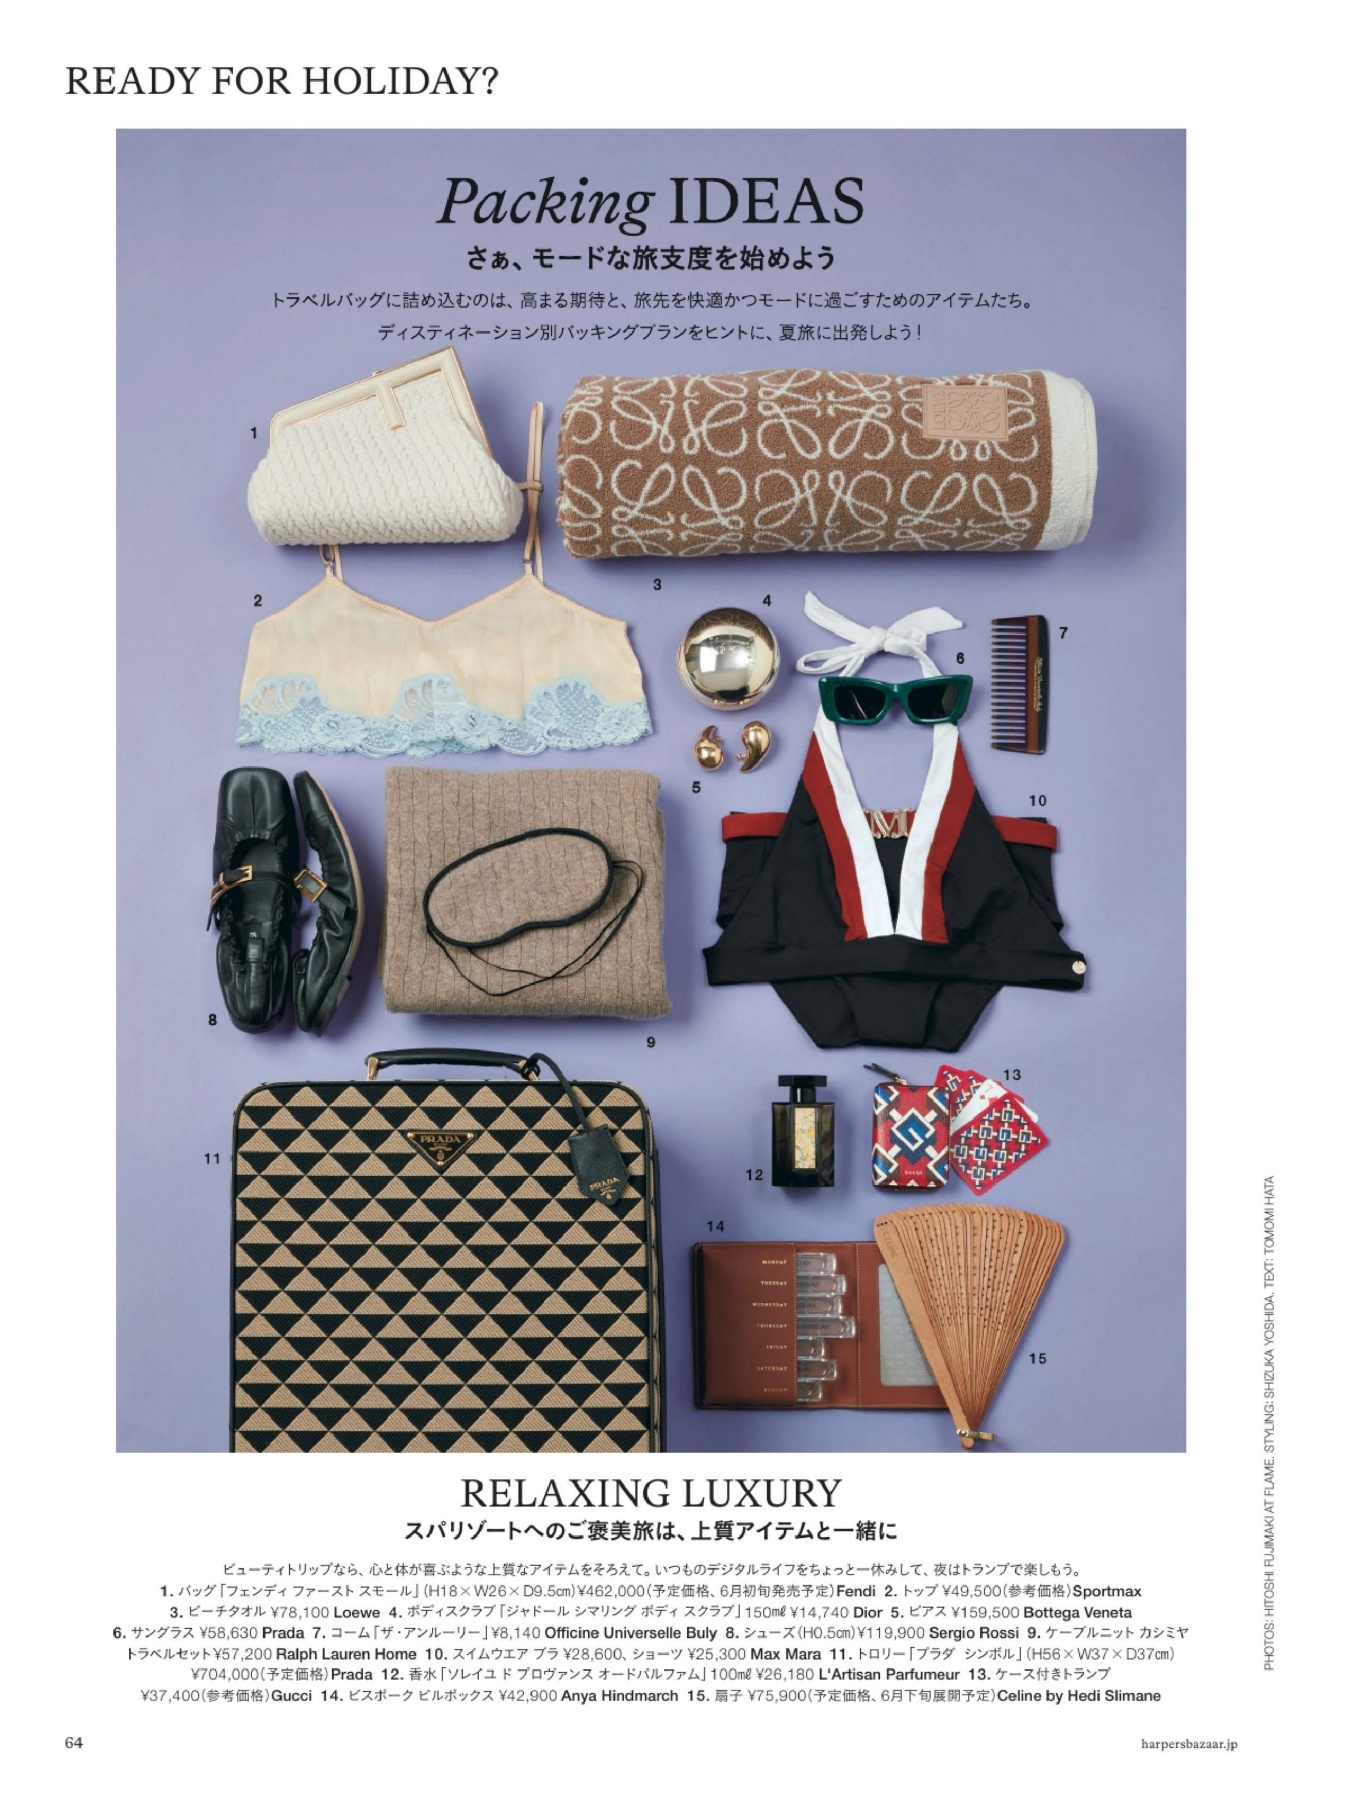 READY FOR HOLIDAY?
Packing IDEAS
さぁ、モードな旅支度を始めよう
トラベルバッグに詰め込むのは、高まる期待と、旅先を快適かつモードに過ごすためのアイテムたち。
ディスティネーション別パッキングプランをヒントに、夏旅に出発しよう！
1
2
3
4
5
6
7
8
9
10
11
PRADA
PRADA
12
13
GUCCI
14
MONDAY
TUESDAY
WEDNESDAY
THURSDAY
FRIDAY
SATURDAY
SUNDAY
15
RELAXING LUXURY
スパリゾートへのご褒美旅は、上質アイテムと一緒に
ビューティトリップなら、心と体が喜ぶような上質なアイテムをそろえて。いつものデジタルライフをちょっと一休みして、夜はトランプで楽しもう。
1. バッグ「フェンディ ファースト スモール」(H18×W26×D9.5㎝)¥462,000(予定価格、6月初旬発売予定)Fendi 2. トップ ¥49,500(参考価格)Sportmax
3. ビーチタオル ¥78,100 Loewe 4. ボディスクラブ「ジャドール シマリング ボディ スクラブ」150㎖ ¥14,740 Dior 5. ピアス ¥159,500 Bottega Veneta
6. サングラス ¥58,630 Prada 7. コーム「ザ・アンルーリー」¥8,140 Officine Universelle Buly 8. シューズ(H0.5㎝)¥119,900 Sergio Rossi 9. ケーブルニット カシミヤ
トラベルセット¥57,200 Ralph Lauren Home 10. スイムウエア ブラ ¥28,600、ショーツ ¥25,300 Max Mara 11. トロリー「プラダ シンボル」(H56×W37×D37㎝)
¥704,000(予定価格)Prada 12. 香水「ソレイユ ド プロヴァンス オードパルファム」100㎖ ¥26,180 L'Artisan Parfumeur 13. ケース付きトランプ
¥37,400(参考価格)Gucci 14. ビスポーク ピルボックス ¥42,900 Anya Hindmarch 15. 扇子 ¥75,900(予定価格、6月下旬展開予定)Celine by Hedi Slimane
PHOTOS: HITOSHI FUJIMAKI AT FLAME. STYLING: SHIZUKA YOSHIDA. TEXT: TOMOMI HATA
64
harpersbazaar.jp